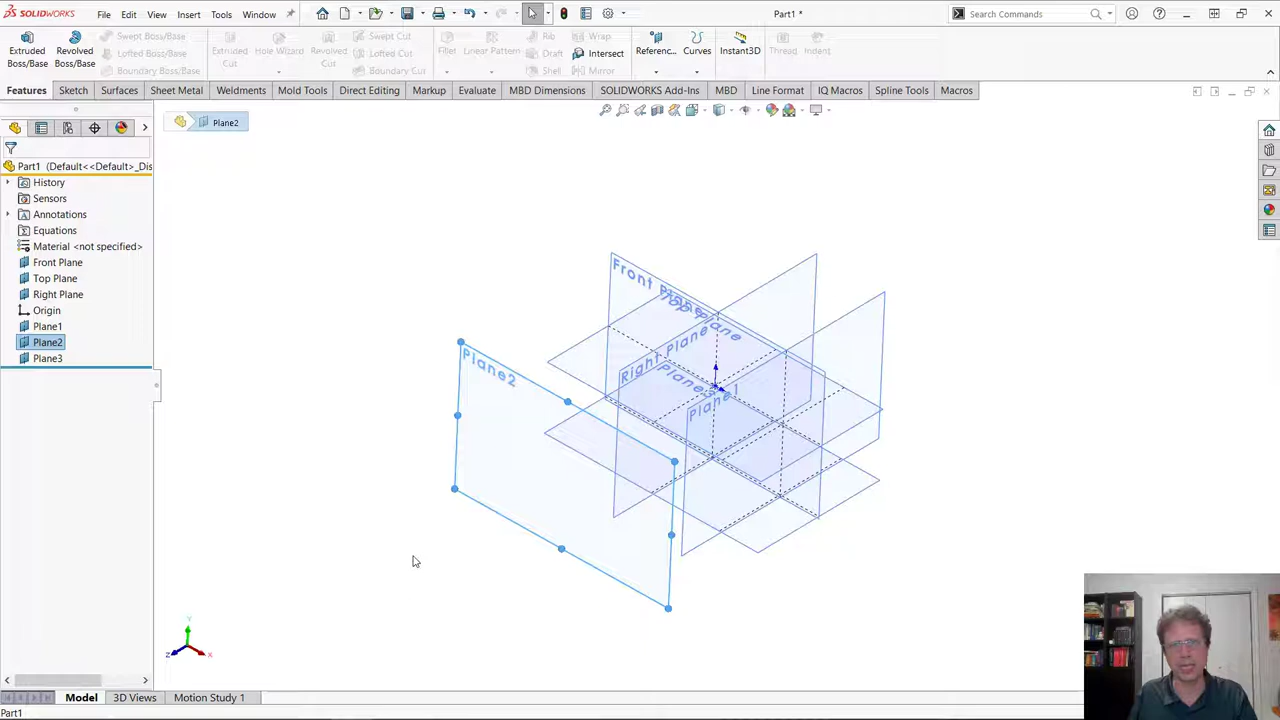 SOLIDWORKS File Edit View Insert Tools Window Part1 * Search Commands
Extruded Boss/Base
Revolved Boss/Base
Swept Boss/Base
Lofted Boss/Base
Boundary Boss/Base
Extruded Cut
Hole Wizard
Revolved Cut
Swept Cut
Lofted Cut
Boundary Cut
Fillet
Linear Pattern
Rib
Draft
Shell
Wrap
Intersect
Mirror
Referenc...
Curves
Instant3D
Thread
Indent
Features Sketch Surfaces Sheet Metal Weldments Mold Tools Direct Editing Markup Evaluate MBD Dimensions SOLIDWORKS Add-Ins MBD Line Format IQ Macros Spline Tools Macros
Plane2
Part1 (Default<<Default>_Dis
History
Sensors
Annotations
Equations
Material <not specified>
Front Plane
Top Plane
Right Plane
Origin
Plane1
Plane2
Plane3
Front Plane
Top Plane
Right Plane
Plane2
Plane3
Plane1
Y
Z
X
Model 3D Views Motion Study 1
Part1